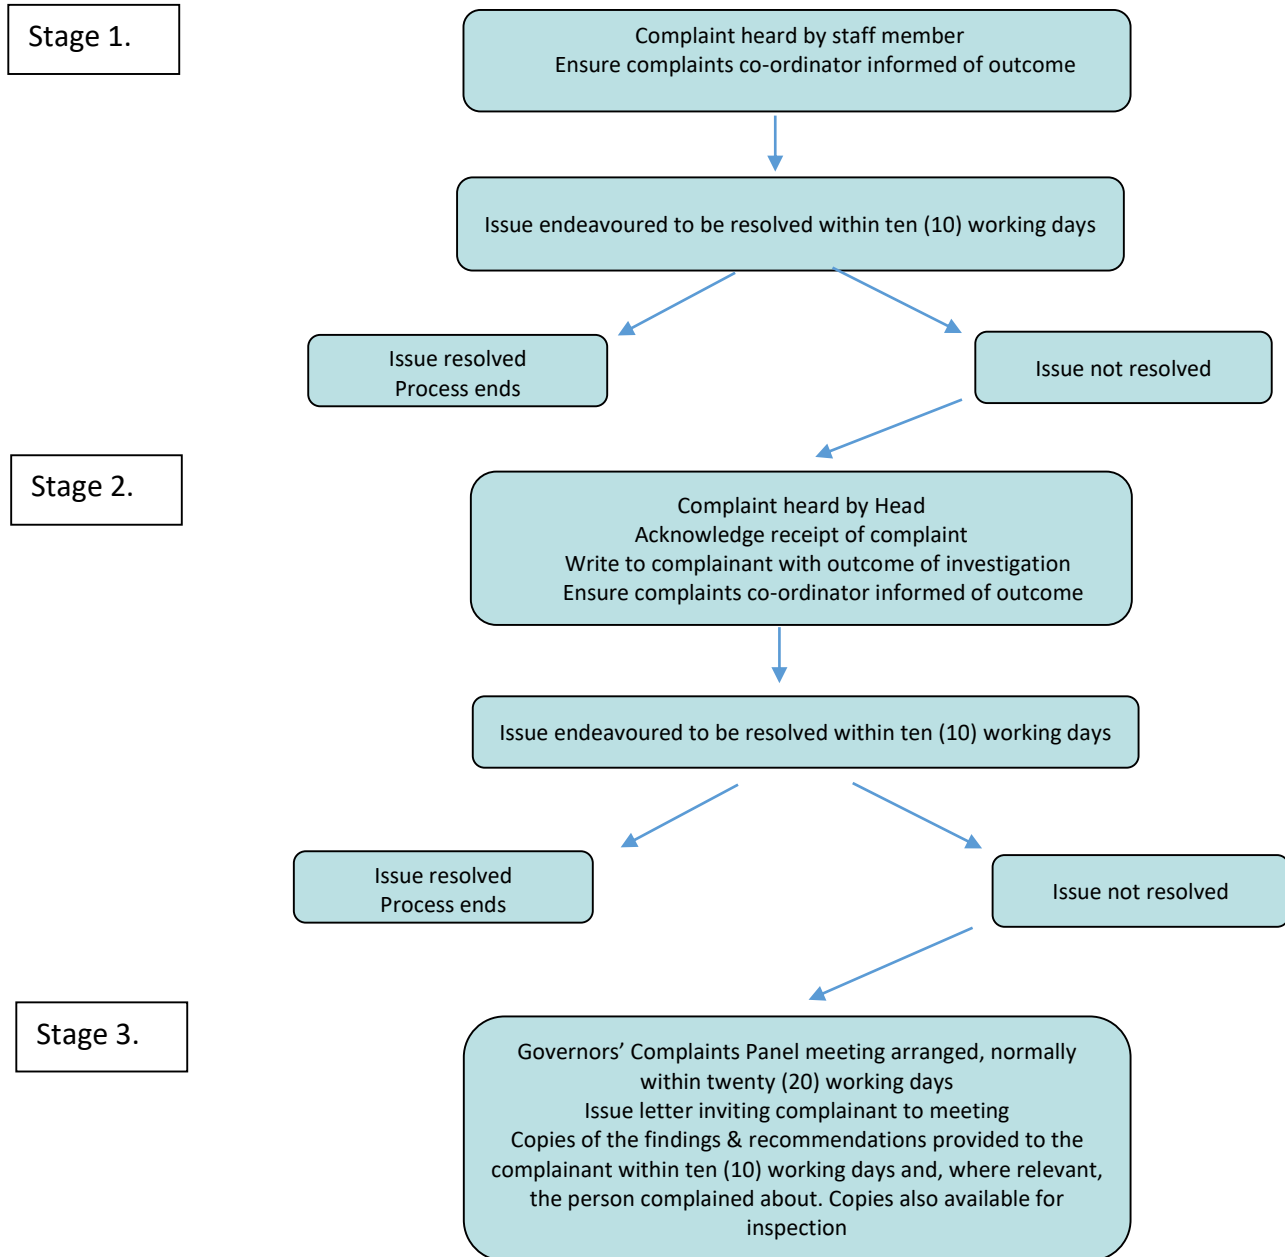 Stage 1.
Complaint heard by staff member
Ensure complaints co-ordinator informed of outcome
Issue endeavoured to be resolved within ten (10) working days
Issue resolved
Process ends
Issue not resolved
Stage 2.
Complaint heard by Head
Acknowledge receipt of complaint
Write to complainant with outcome of investigation
Ensure complaints co-ordinator informed of outcome
Issue endeavoured to be resolved within ten (10) working days
Issue resolved
Process ends
Issue not resolved
Stage 3.
Governors’ Complaints Panel meeting arranged, normally
within twenty (20) working days
Issue letter inviting complainant to meeting
Copies of the findings & recommendations provided to the
complainant within ten (10) working days and, where relevant,
the person complained about. Copies also available for
inspection